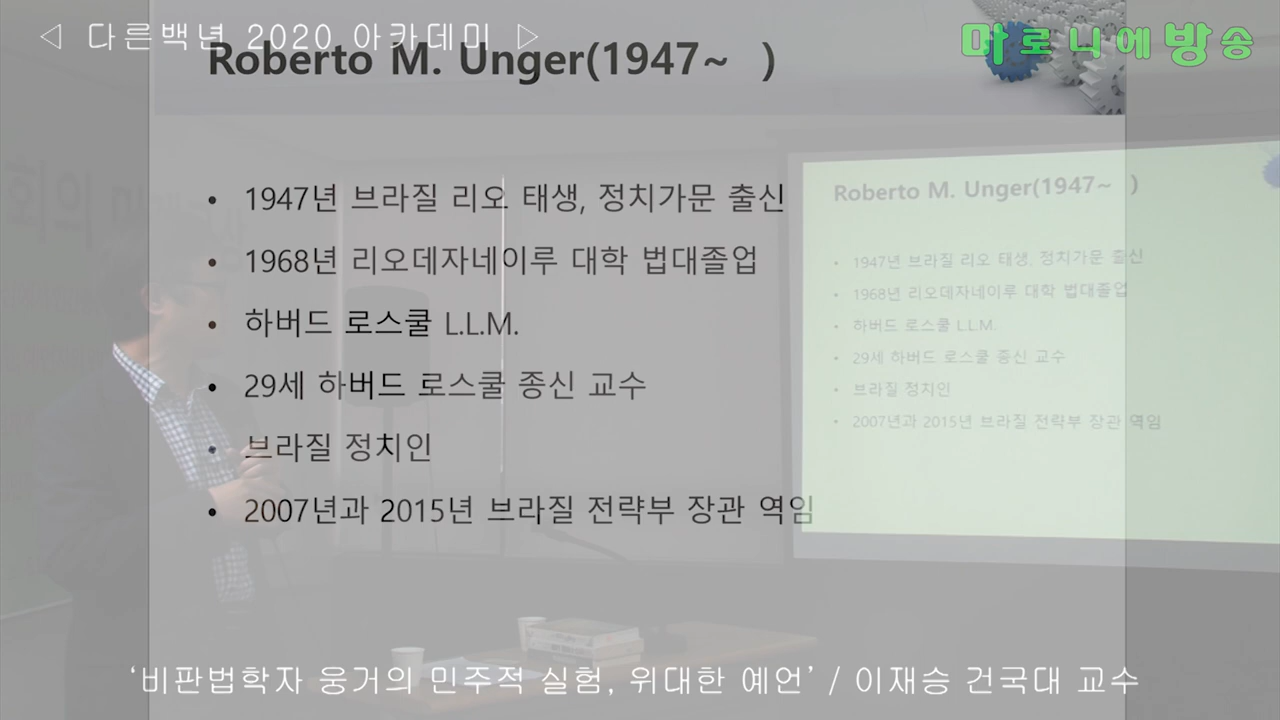 ◁ 다른백년 2020 아카데미 ▷
마로니에방송
Roberto M. Unger(1947~ )
• 1947년 브라질 리오 태생, 정치가문 출신
• 1968년 리오데자네이루 대학 법대졸업
• 하버드 로스쿨 L.L.M.
• 29세 하버드 로스쿨 종신 교수
• 브라질 정치인
• 2007년과 2015년 브라질 전략부 장관 역임
Roberto M. Unger(1947~ )
• 1947년 브라질 리오 태생, 정치가문 출신
• 1968년 리오데자네이루 대학 법대졸업
• 하버드 로스쿨 L.L.M.
• 29세 하버드 로스쿨 종신 교수
• 브라질 정치인
• 2007년과 2015년 브라질 전략부 장관 역임
회의
‘비판법학자 웅거의 민주적 실험, 위대한 예언’ / 이재승 건국대 교수